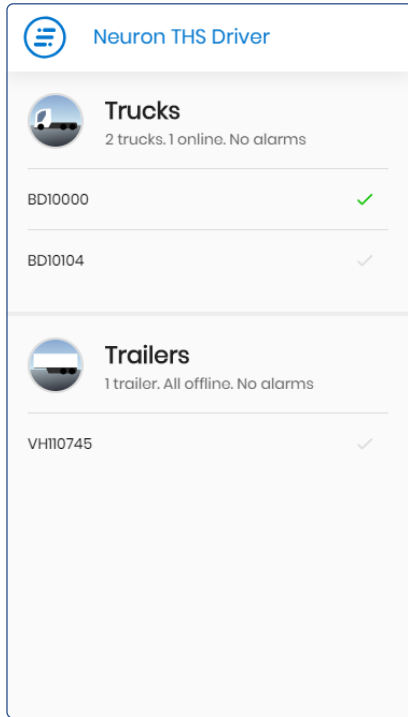 Neuron THS Driver
Trucks
2 trucks. 1 online. No alarms
BD10000
BD10104
Trailers
1 trailer. All offline. No alarms
VH110745